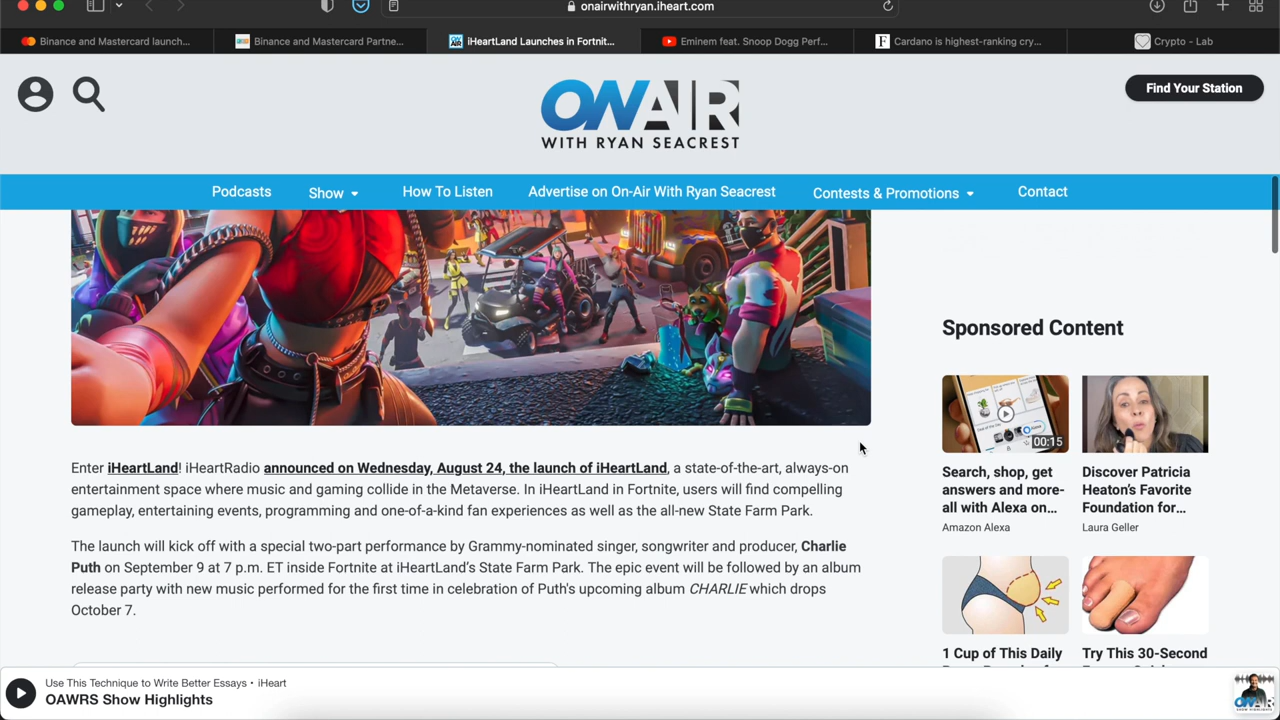 onairwithryan.iheart.com
Binance and Mastercard launch...
Binance and Mastercard Partne...
iHeartLand Launches in Fortnit...
Eminem feat. Snoop Dogg Perf...
Cardano is highest-ranking cry...
Crypto - Lab
ON AIR
WITH RYAN SEACREST
Find Your Station
Podcasts
Show
How To Listen
Advertise on On-Air With Ryan Seacrest
Contests & Promotions
Contact
Enter iHeartLand! iHeartRadio announced on Wednesday, August 24, the launch of iHeartLand, a state-of-the-art, always-on
entertainment space where music and gaming collide in the Metaverse. In iHeartLand in Fortnite, users will find compelling
gameplay, entertaining events, programming and one-of-a-kind fan experiences as well as the all-new State Farm Park.
The launch will kick off with a special two-part performance by Grammy-nominated singer, songwriter and producer, Charlie
Puth on September 9 at 7 p.m. ET inside Fortnite at iHeartLand's State Farm Park. The epic event will be followed by an album
release party with new music performed for the first time in celebration of Puth's upcoming album CHARLIE which drops
October 7.
Sponsored Content
00:15
Search, shop, get
answers and more-
all with Alexa on...
Amazon Alexa
Discover Patricia
Heaton's Favorite
Foundation for...
Laura Geller
1 Cup of This Daily
Try This 30-Second
Use This Technique to Write Better Essays • iHeart
OAWRS Show Highlights